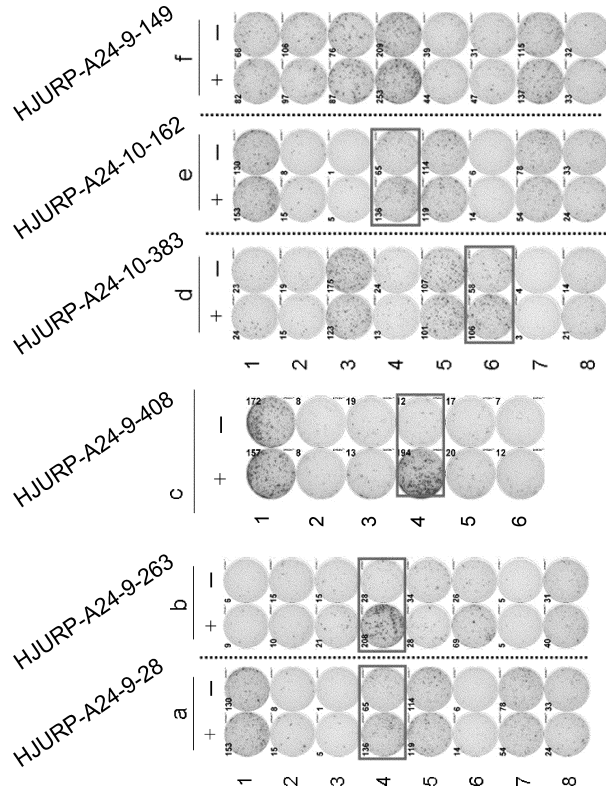 HJURP-A24-9-28 HJURP-A24-9-263 HJURP-A24-9-408 HJURP-A24-10-383 HJURP-A24-10-162 HJURP-A24-9-149
a b c d e f
a
+ −
1 153 130
2 15 8
3 5 1
4 136 65
5 119 114
6 14 6
7 54 78
8 24 33
b
+ −
9 6
10 15
21 15
208 28
28 34
69 26
5 5
40 31
c
+ −
1 157 172
2 8 8
3 13 19
4 194 12
5 20 17
6 12 7
d
+ −
1 24 23
2 15 19
3 123 175
4 13 24
5 101 107
6 106 58
7 3 4
8 21 14
e
+ −
153 130
15 8
5 1
136 65
119 114
14 6
54 78
24 33
f
+ −
82 68
97 106
87 76
253 209
44 39
47 31
137 115
33 32